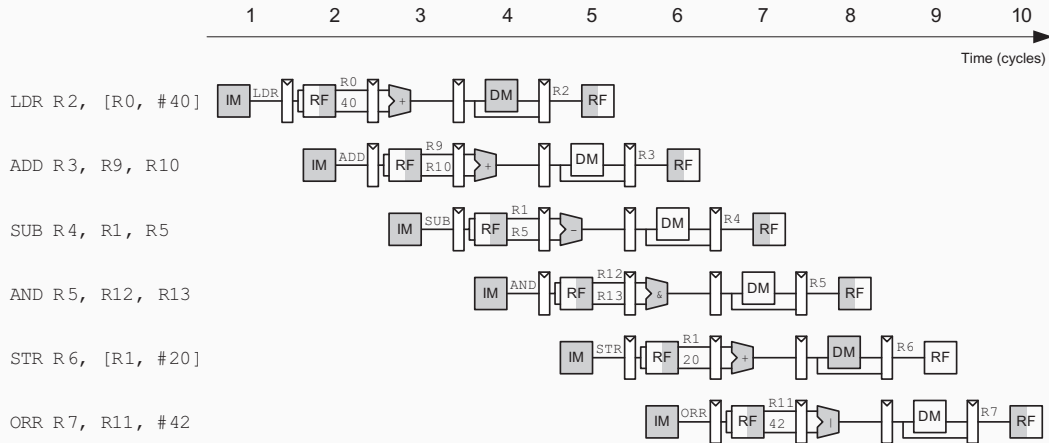 1 2 3 4 5 6 7 8 9 10
Time (cycles)
LDR R2, [R0, #40] IM LDR RF R0 40 + DM R2 RF
ADD R3, R9, R10 IM ADD RF R9 R10 + DM R3 RF
SUB R4, R1, R5 IM SUB RF R1 R5 - DM R4 RF
AND R5, R12, R13 IM AND RF R12 R13 & DM R5 RF
STR R6, [R1, #20] IM STR RF R1 20 + DM R6 RF
ORR R7, R11, #42 IM ORR RF R11 42 | DM R7 RF